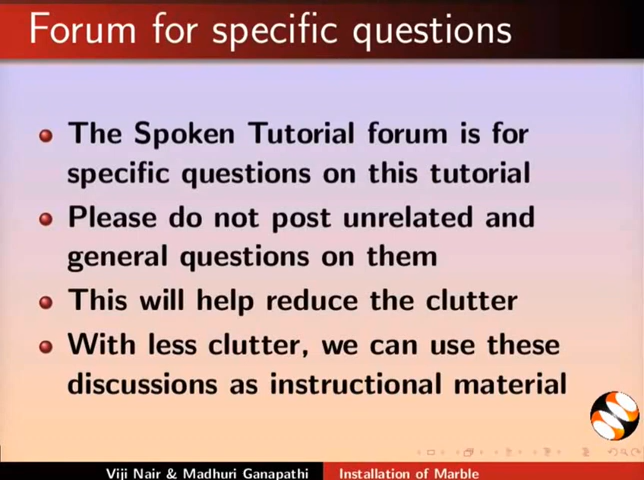 Forum for specific questions
The Spoken Tutorial forum is for
specific questions on this tutorial
Please do not post unrelated and
general questions on them
This will help reduce the clutter
With less clutter, we can use these
discussions as instructional material
Viji Nair & Madhuri Ganapathi
Installation of Marble